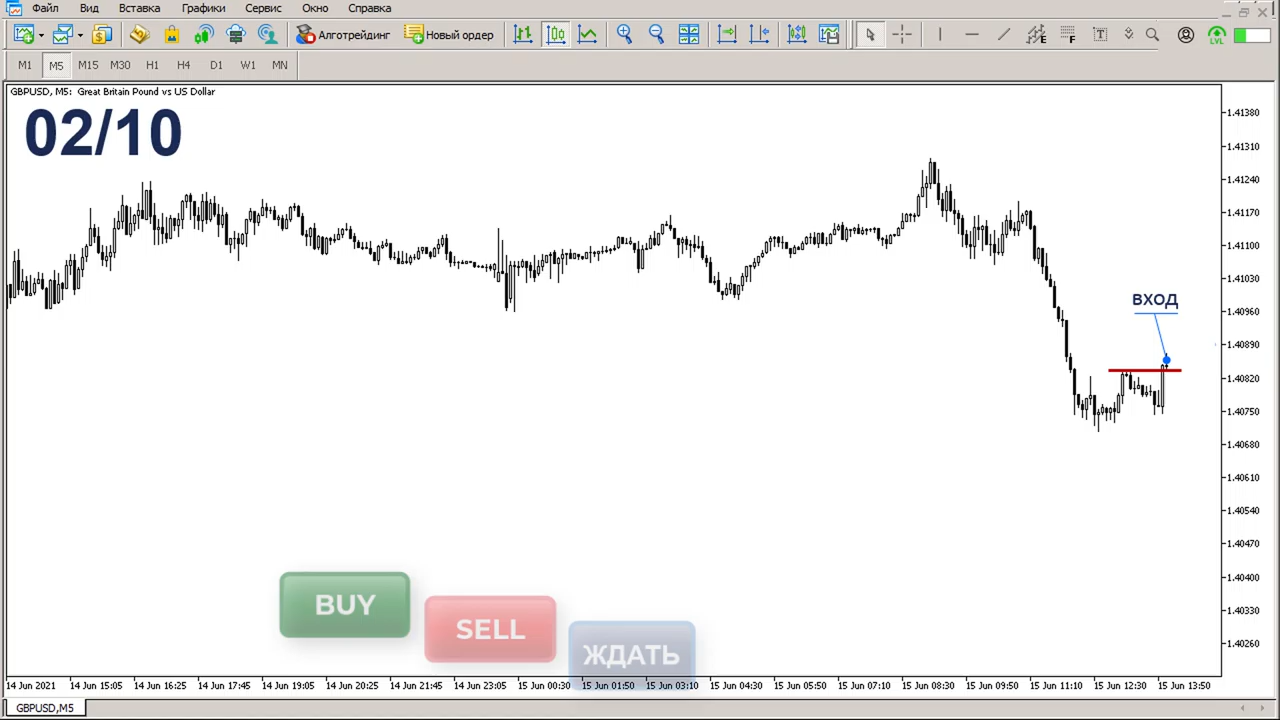 Файл Вид Вставка Графики Сервис Окно Справка
Алготрейдинг Новый ордер
M1 M5 M15 M30 H1 H4 D1 W1 MN
GBPUSD, M5: Great Britain Pound vs US Dollar
02/10
1.41380
1.41310
1.41240
1.41170
1.41100
1.41030
1.40960
1.40890
1.40820
1.40750
1.40680
1.40610
1.40540
1.40470
1.40400
1.40330
1.40260
ВХОД
BUY
SELL
ЖДАТЬ
14 Jun 2021 14 Jun 15:05 14 Jun 16:25 14 Jun 17:45 14 Jun 19:05 14 Jun 20:25 14 Jun 21:45 14 Jun 23:05 15 Jun 00:30 15 Jun 01:50 15 Jun 03:10 15 Jun 04:30 15 Jun 05:50 15 Jun 07:10 15 Jun 08:30 15 Jun 09:50 15 Jun 11:10 15 Jun 12:30 15 Jun 13:50
GBPUSD,M5